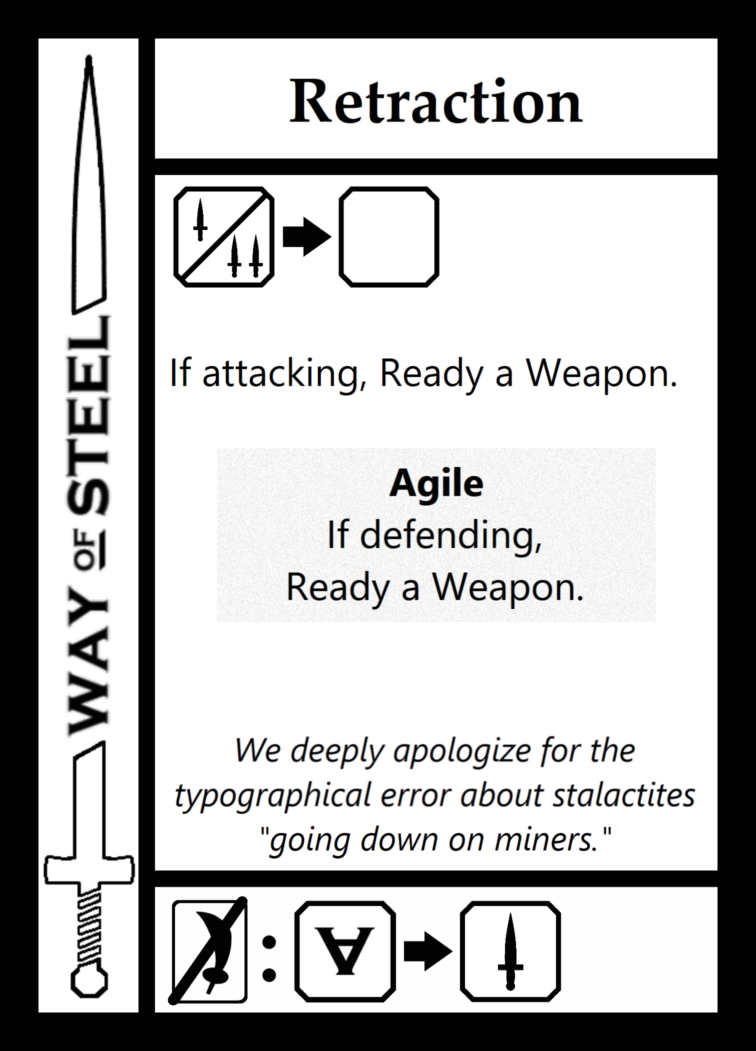 Retraction
If attacking, Ready a Weapon.
Agile
If defending,
Ready a Weapon.
We deeply apologize for the
typographical error about stalactites
"going down on miners."
∀
WAY OF STEEL